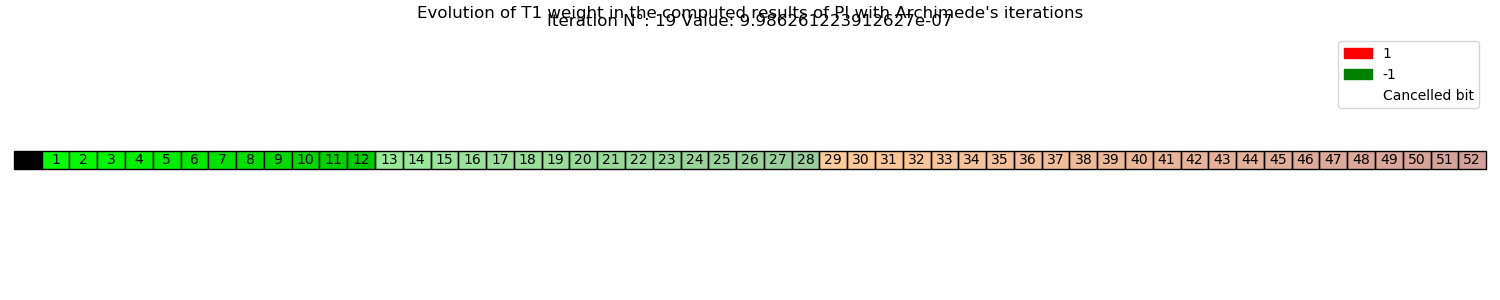 Evolution of T1 weight in the computed results of PI with Archimede's iterations
Iteration N°: 19 Value: 9.986261223912627e-07
1
-1
Cancelled bit
1 2 3 4 5 6 7 8 9 10 11 12 13 14 15 16 17 18 19 20 21 22 23 24 25 26 27 28 29 30 31 32 33 34 35 36 37 38 39 40 41 42 43 44 45 46 47 48 49 50 51 52